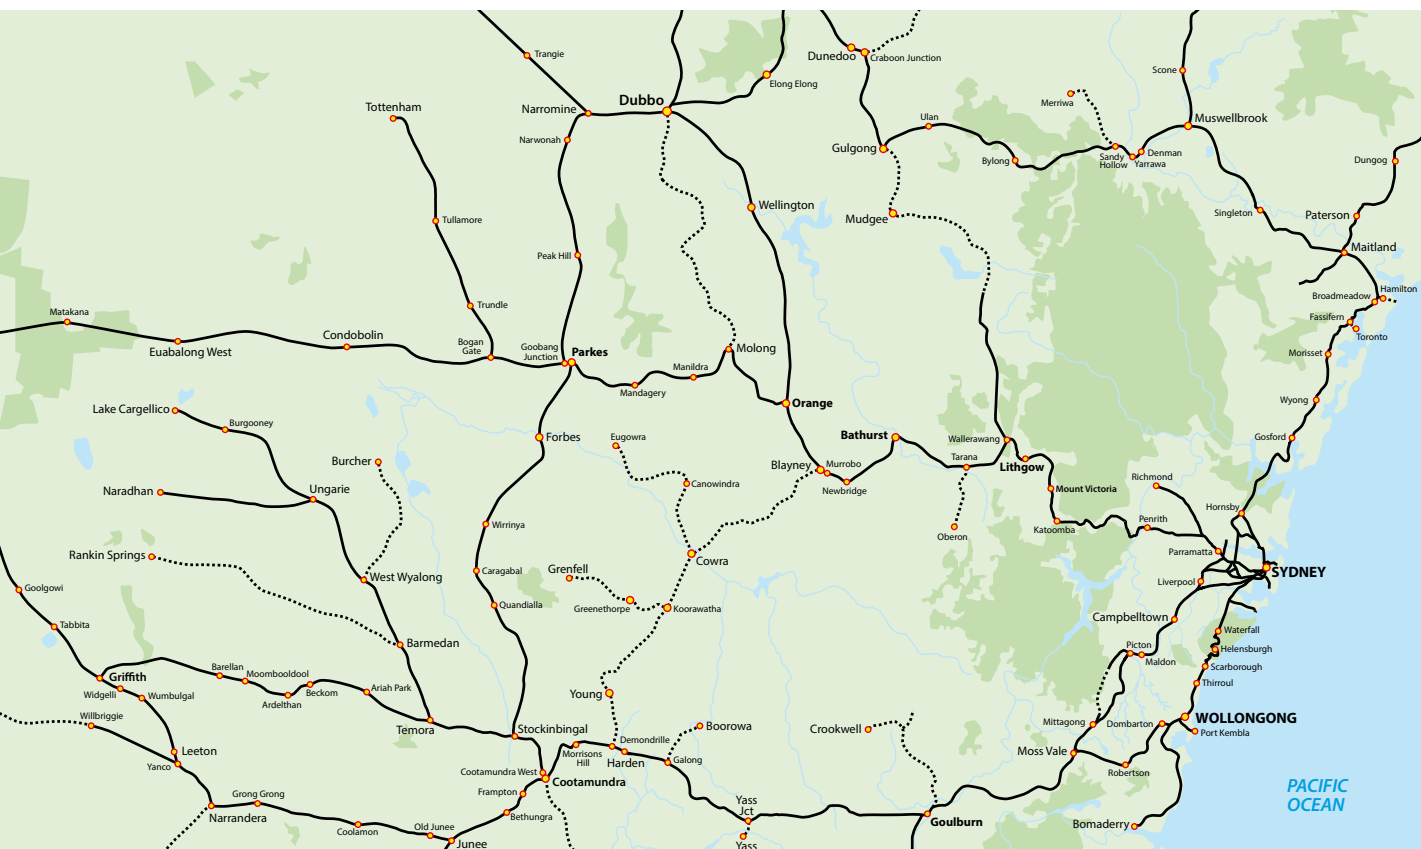 Trangie
Dunedoo
Craboon Junction
Scone
Elong Elong
Merriwa
Tottenham
Narromine
Dubbo
Ulan
Muswellbrook
Narwonah
Gulgong
Bylong
Sandy
Hollow
Denman
Yarrawa
Dungog
Wellington
Mudgee
Singleton
Paterson
Tullamore
Maitland
Peak Hill
Hamilton
Broadmeadow
Trundle
Fassifern
Toronto
Matakana
Euabalong West
Condobolin
Bogan
Gate
Goobang
Junction
Parkes
Molong
Morisset
Manildra
Mandagery
Wyong
Lake Cargellico
Burgooney
Orange
Forbes
Eugowra
Bathurst
Wallerawang
Gosford
Burcher
Blayney
Murrobo
Tarana
Lithgow
Naradhan
Ungarie
Canowindra
Newbridge
Mount Victoria
Richmond
Wirrinya
Oberon
Katoomba
Penrith
Hornsby
Rankin Springs
Cowra
Parramatta
Goolgowi
West Wyalong
Caragabal
Grenfell
Liverpool
SYDNEY
Quandialla
Greenethorpe
Koorawatha
Tabbita
Campbelltown
Waterfall
Barmedan
Picton
Maldon
Helensburgh
Scarborough
Griffith
Barellan
Moombooldool
Thirroul
Widgelli
Wumbulgal
Ardelthan
Beckom
Ariah Park
Young
Willbriggie
Temora
Stockinbingal
Boorowa
Crookwell
Mittagong
Dombarton
WOLLONGONG
Port Kembla
Leeton
Yanco
Morrisons
Hill
Demondrille
Harden
Galong
Moss Vale
Robertson
Cootamundra West
Cootamundra
Frampton
PACIFIC
OCEAN
Grong Grong
Narrandera
Bethungra
Yass
Jct
Goulburn
Coolamon
Old Junee
Junee
Yass
Bomaderry